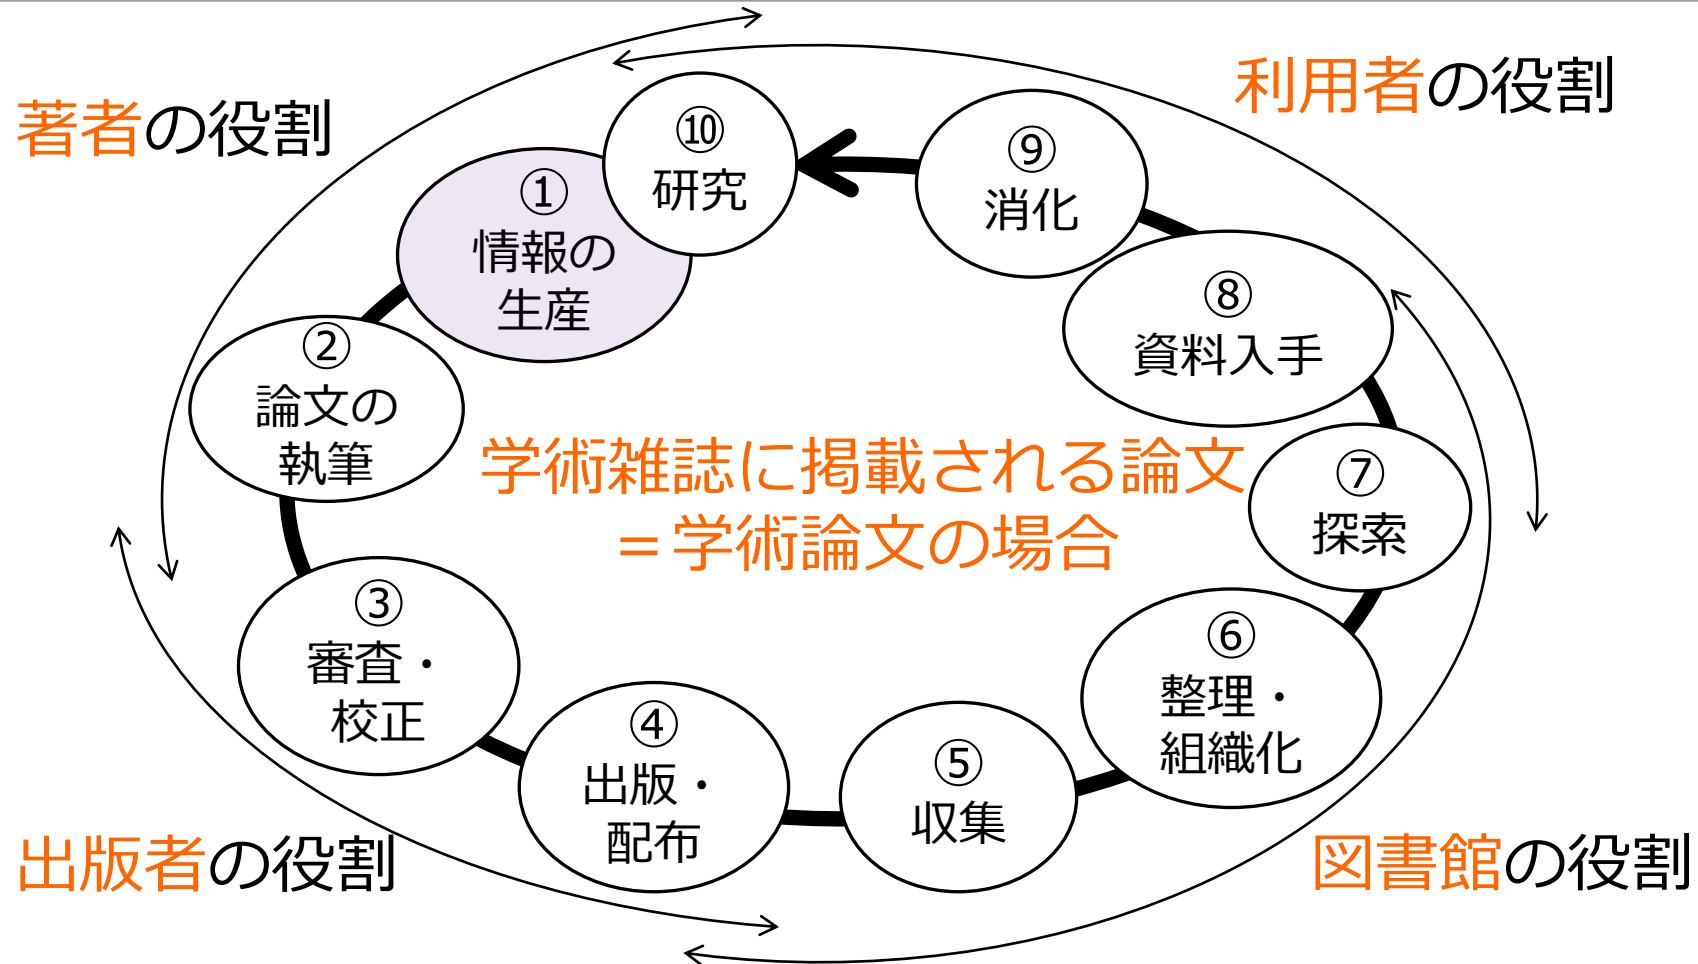 著者の役割
利用者の役割
①
情報の
生産
②
論文の
執筆
③
審査・
校正
④
出版・
配布
⑤
収集
⑥
整理・
組織化
⑦
探索
⑧
資料入手
⑨
消化
⑩
研究
学術雑誌に掲載される論文
＝学術論文の場合
出版者の役割
図書館の役割